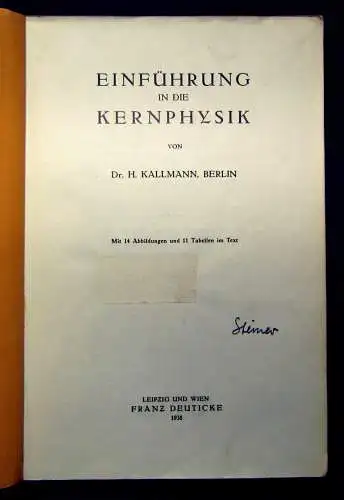 EINFÜHRUNG
IN DIE
KERNPHYSIK
VON
Dr. H. KALLMANN, BERLIN
Mit 14 Abbildungen und 11 Tabellen im Text
Steiner
LEIPZIG UND WIEN
FRANZ DEUTICKE
1938